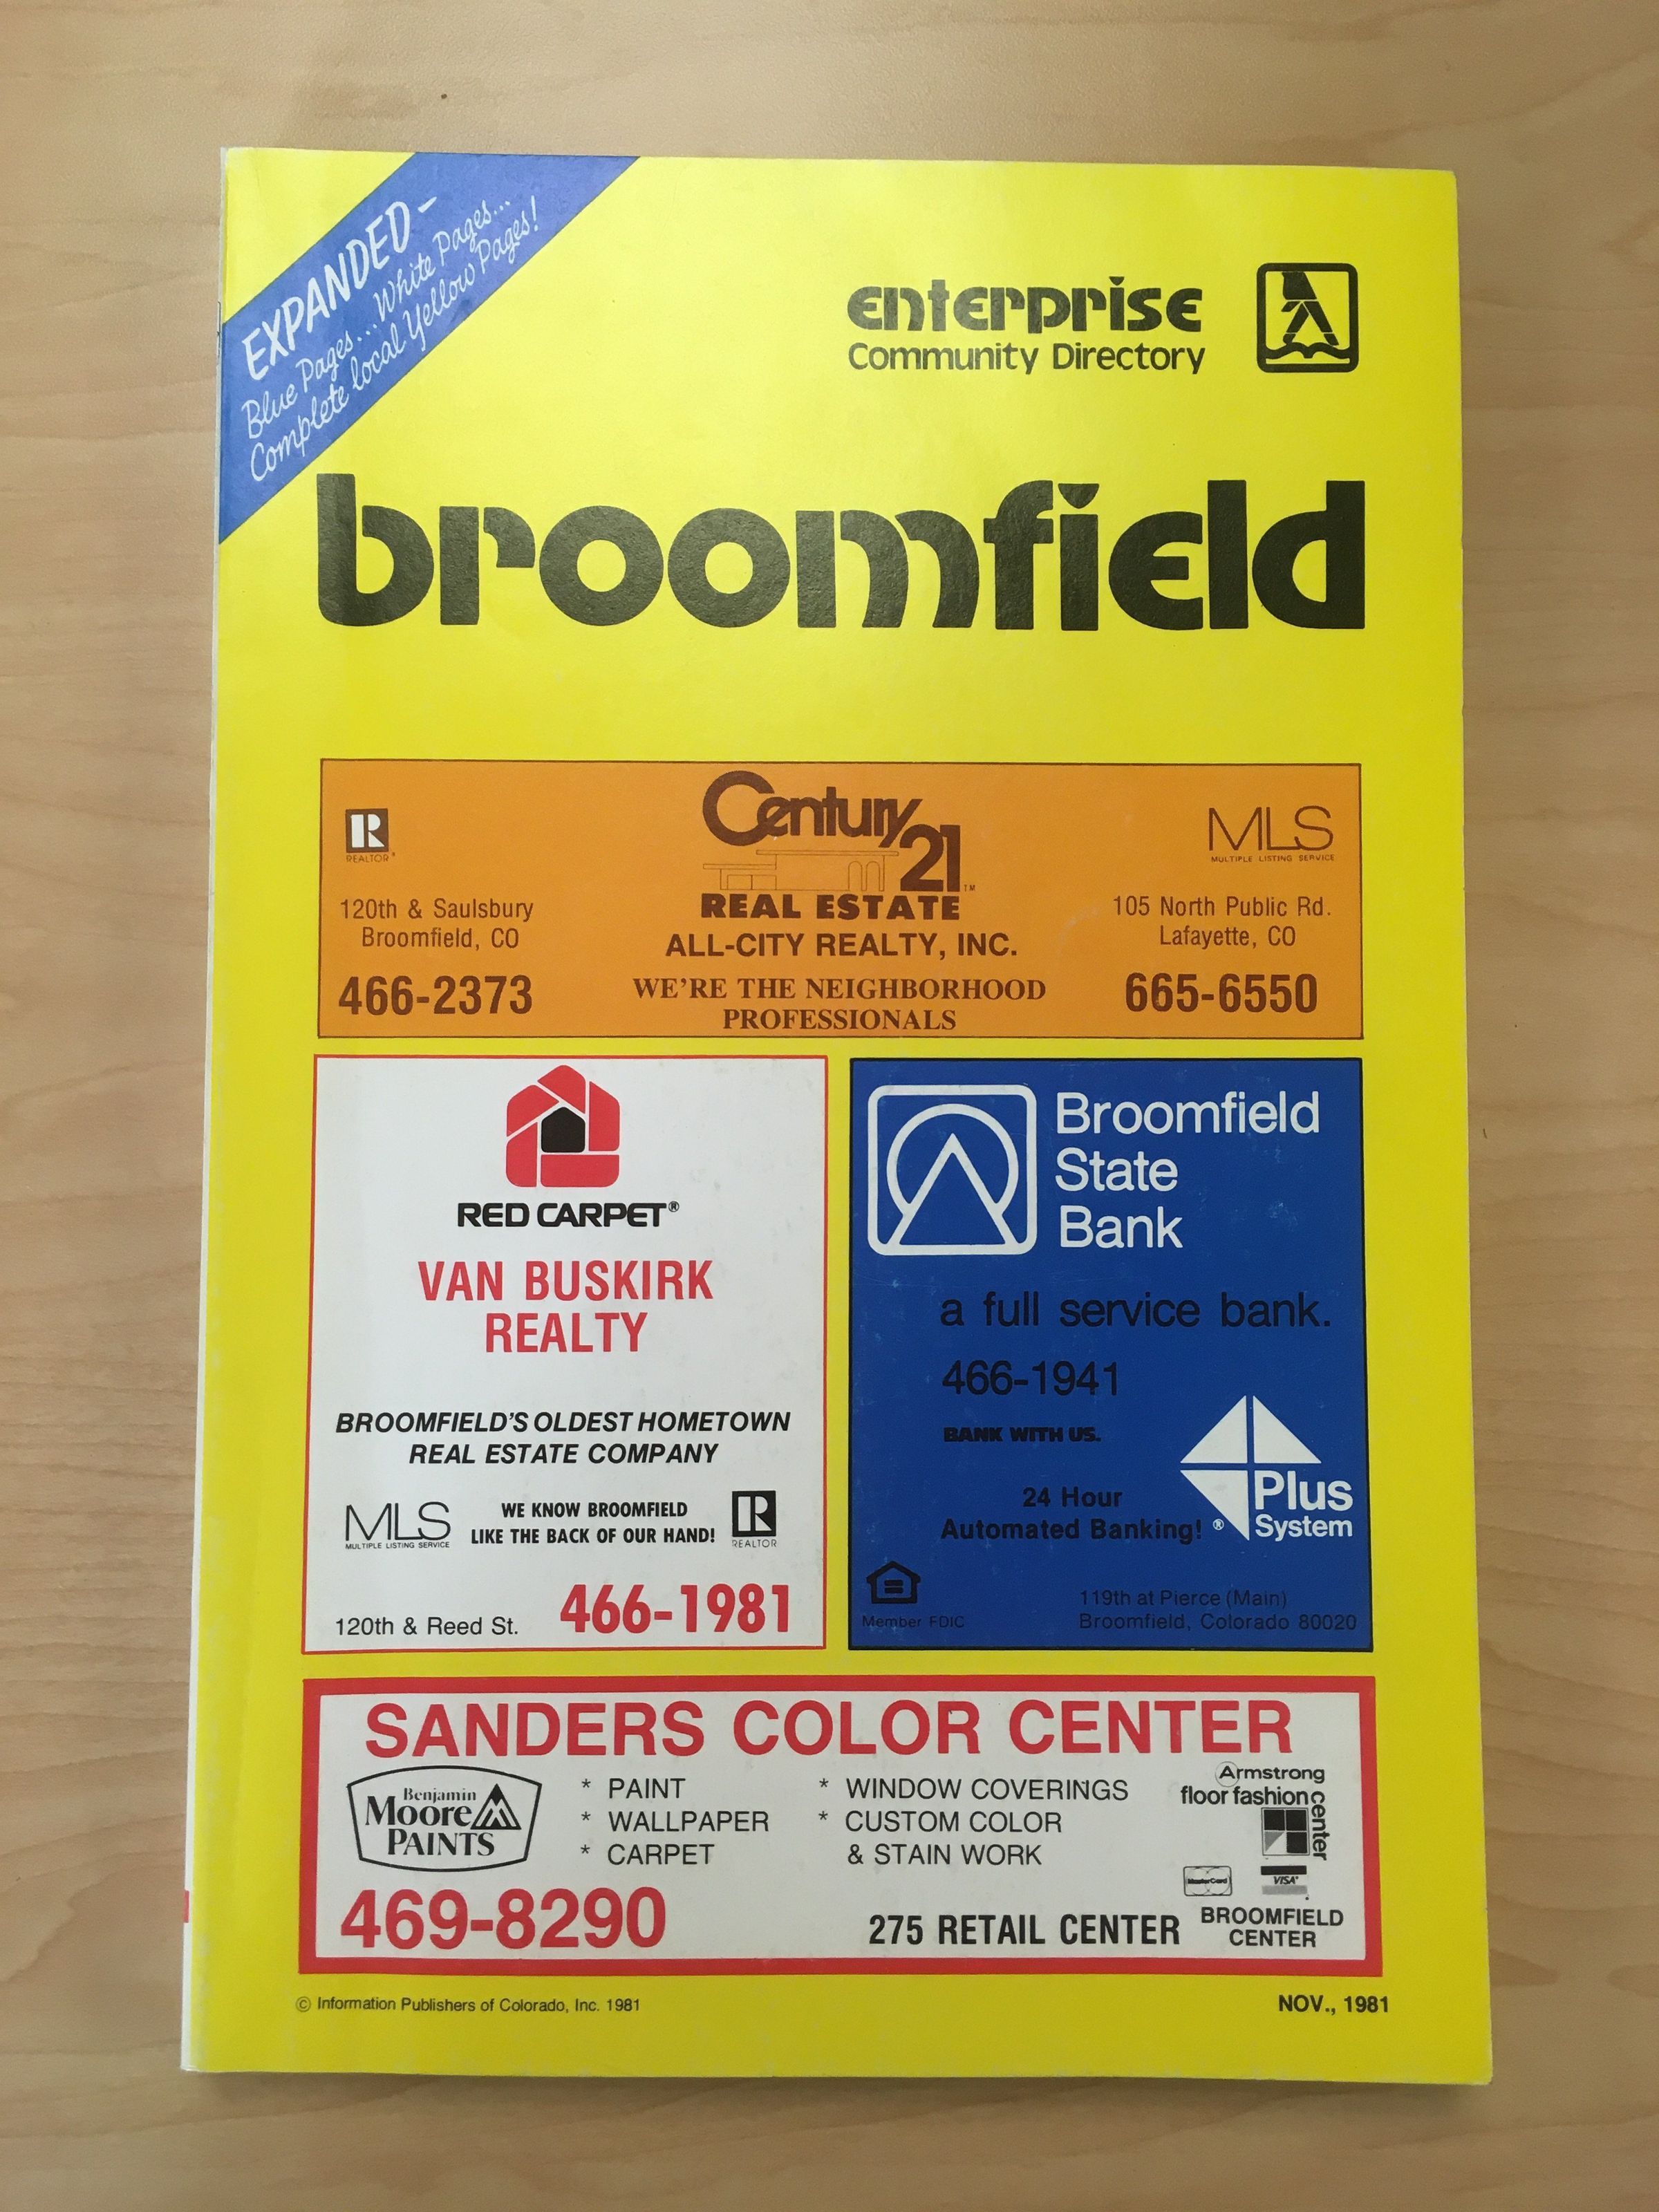 EXPANDED-
Blue Pages...White Pages...
Complete local Yellow Pages!
enterprise
Community Directory
broomfield
R
REALTOR®
120th & Saulsbury
Broomfield, CO
466-2373
Century 21 ™
REAL ESTATE
ALL-CITY REALTY, INC.
WE'RE THE NEIGHBORHOOD
PROFESSIONALS
MLS
MULTIPLE LISTING SERVICE
105 North Public Rd.
Lafayette, CO
665-6550
RED CARPET®
VAN BUSKIRK
REALTY
BROOMFIELD'S OLDEST HOMETOWN
REAL ESTATE COMPANY
MLS
MULTIPLE LISTING SERVICE
WE KNOW BROOMFIELD
LIKE THE BACK OF OUR HAND!
R
REALTOR
120th & Reed St.
466-1981
Broomfield
State
Bank
a full service bank.
466-1941
BANK WITH US.
24 Hour
Automated Banking!
® Plus
System
Member FDIC
119th at Pierce (Main)
Broomfield, Colorado 80020
SANDERS COLOR CENTER
Benjamin
Moore
PAINTS
* PAINT
* WALLPAPER
* CARPET
* WINDOW COVERINGS
* CUSTOM COLOR
& STAIN WORK
Armstrong
floor fashion
center
MasterCard
VISA®
469-8290
275 RETAIL CENTER
BROOMFIELD
CENTER
© Information Publishers of Colorado, Inc. 1981
NOV., 1981